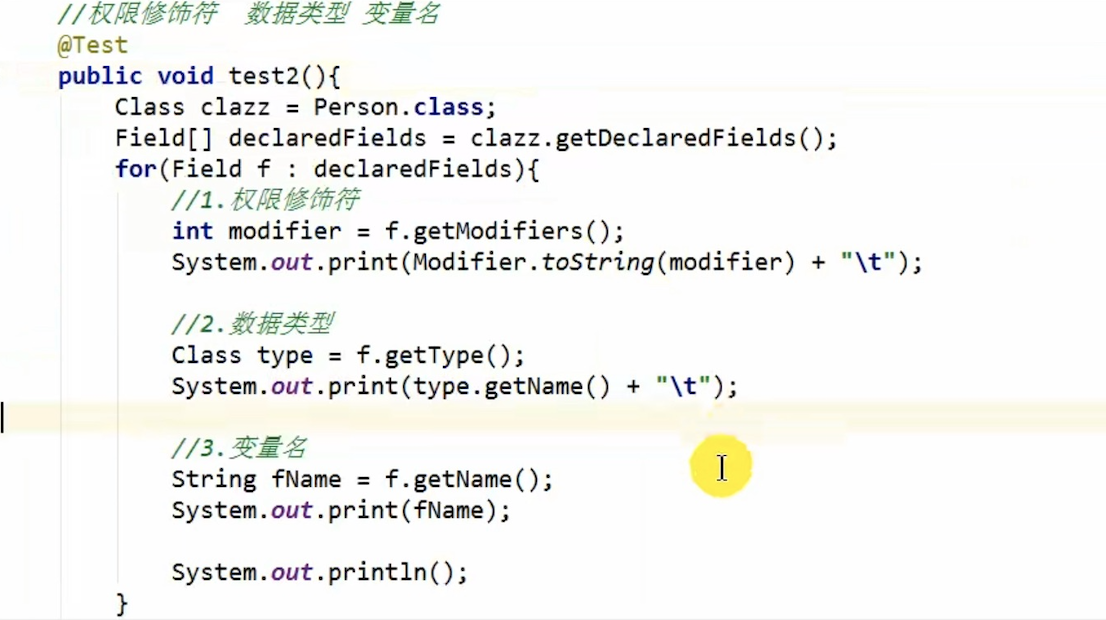 //权限修饰符  数据类型 变量名
@Test
public void test2(){
    Class clazz = Person.class;
    Field[] declaredFields = clazz.getDeclaredFields();
    for(Field f : declaredFields){
        //1.权限修饰符
        int modifier = f.getModifiers();
        System.out.print(Modifier.toString(modifier) + "\t");

        //2.数据类型
        Class type = f.getType();
        System.out.print(type.getName() + "\t");

        //3.变量名
        String fName = f.getName();
        System.out.print(fName);

        System.out.println();
    }